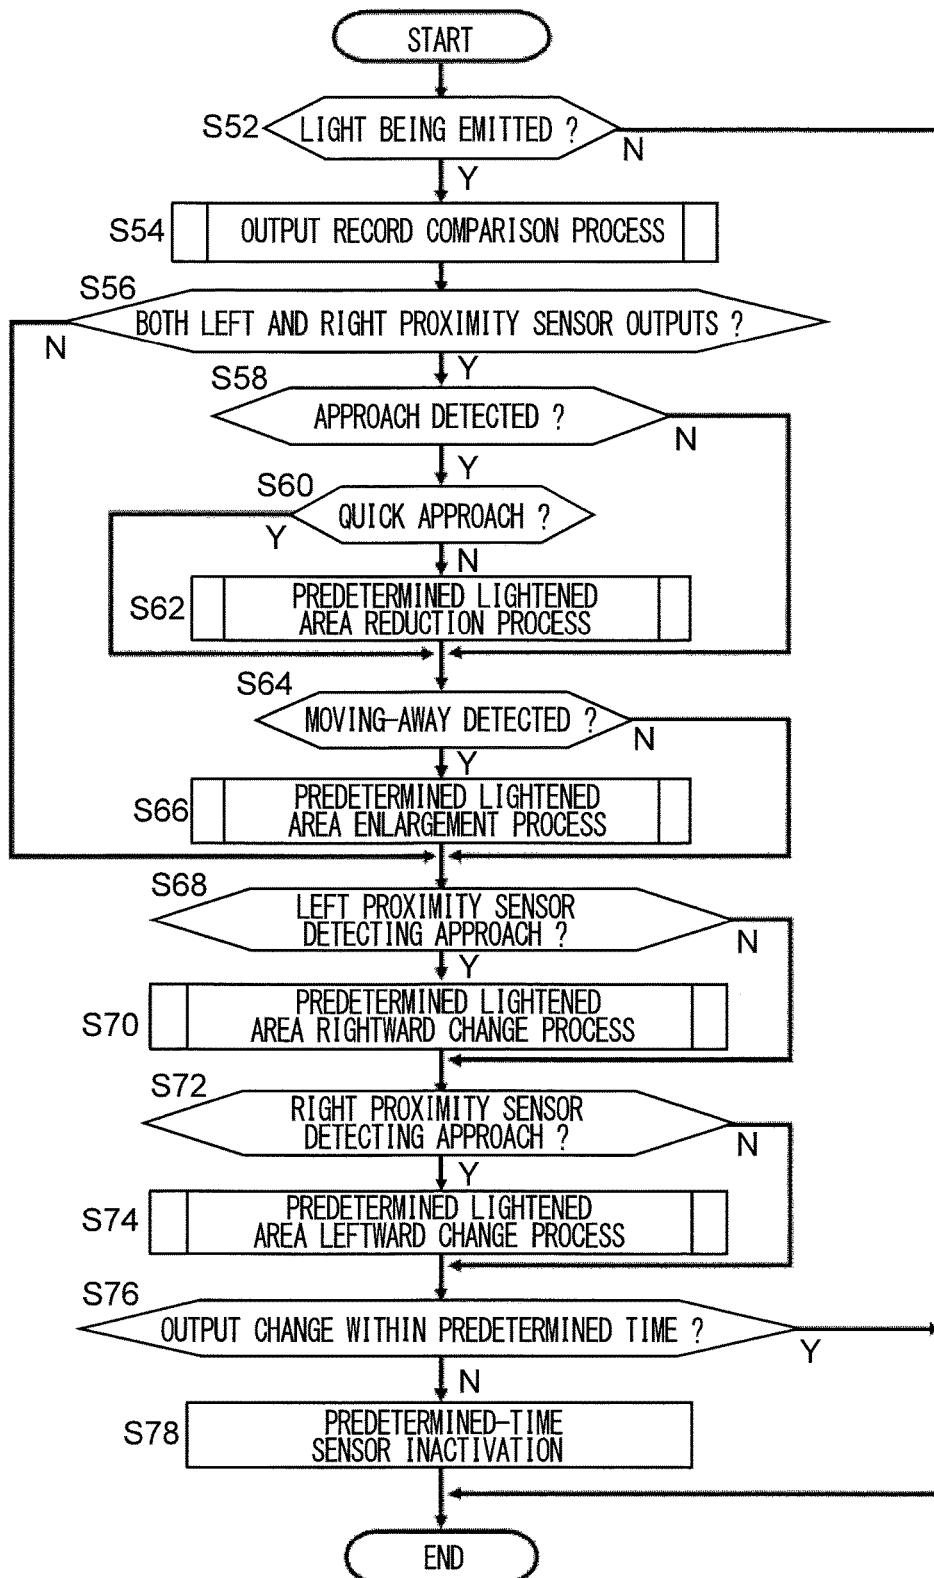 START
S52
LIGHT BEING EMITTED ?
N
Y
S54
OUTPUT RECORD COMPARISON PROCESS
S56
BOTH LEFT AND RIGHT PROXIMITY SENSOR OUTPUTS ?
N
Y
S58
APPROACH DETECTED ?
N
Y
S60
QUICK APPROACH ?
Y
N
S62
PREDETERMINED LIGHTENED
AREA REDUCTION PROCESS
S64
MOVING-AWAY DETECTED ?
N
Y
S66
PREDETERMINED LIGHTENED
AREA ENLARGEMENT PROCESS
S68
LEFT PROXIMITY SENSOR
DETECTING APPROACH ?
N
Y
S70
PREDETERMINED LIGHTENED
AREA RIGHTWARD CHANGE PROCESS
S72
RIGHT PROXIMITY SENSOR
DETECTING APPROACH ?
N
Y
S74
PREDETERMINED LIGHTENED
AREA LEFTWARD CHANGE PROCESS
S76
OUTPUT CHANGE WITHIN PREDETERMINED TIME ?
Y
N
S78
PREDETERMINED-TIME
SENSOR INACTIVATION
END